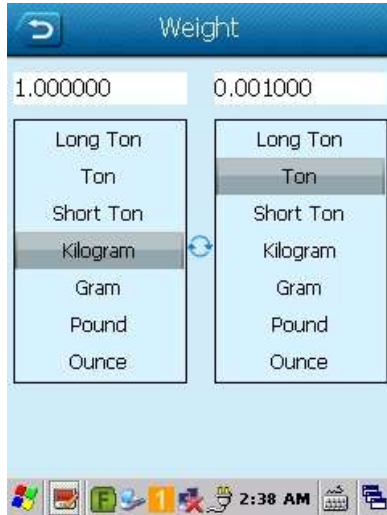 Weight
1.000000 0.001000
Long Ton Long Ton
Ton Ton
Short Ton Short Ton
Kilogram Kilogram
Gram Gram
Pound Pound
Ounce Ounce
F 1 2:38 AM